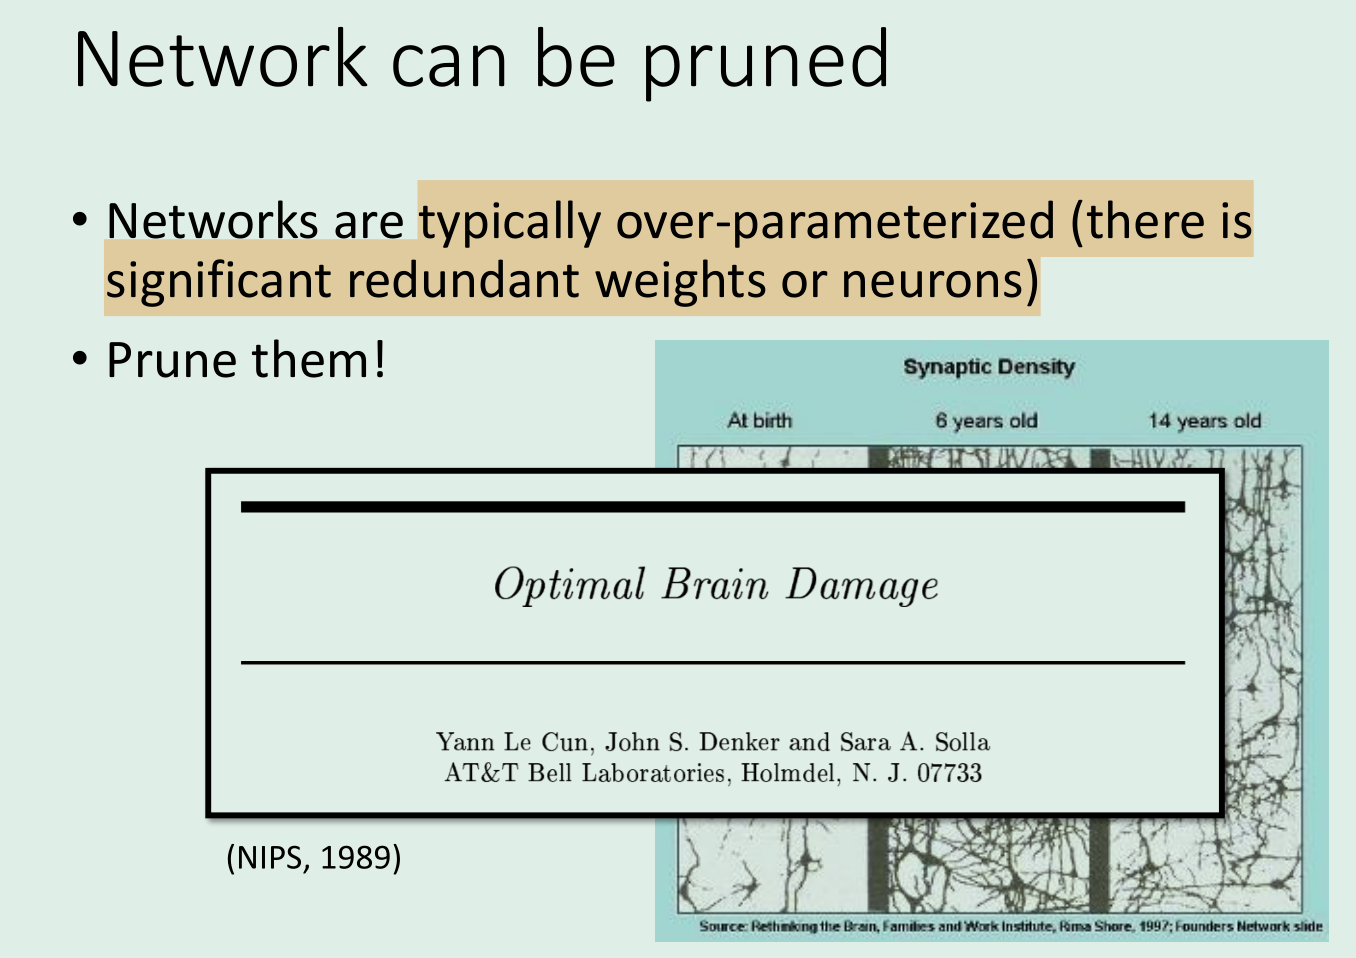 Network can be pruned
• Networks are typically over-parameterized (there is
significant redundant weights or neurons)
• Prune them!
Synaptic Density
At birth 6 years old 14 years old
Optimal Brain Damage
Yann Le Cun, John S. Denker and Sara A. Solla
AT&T Bell Laboratories, Holmdel, N. J. 07733
(NIPS, 1989)
Source: Rethinking the Brain, Families and Work Institute, Rima Shore, 1997; Founders Network slide